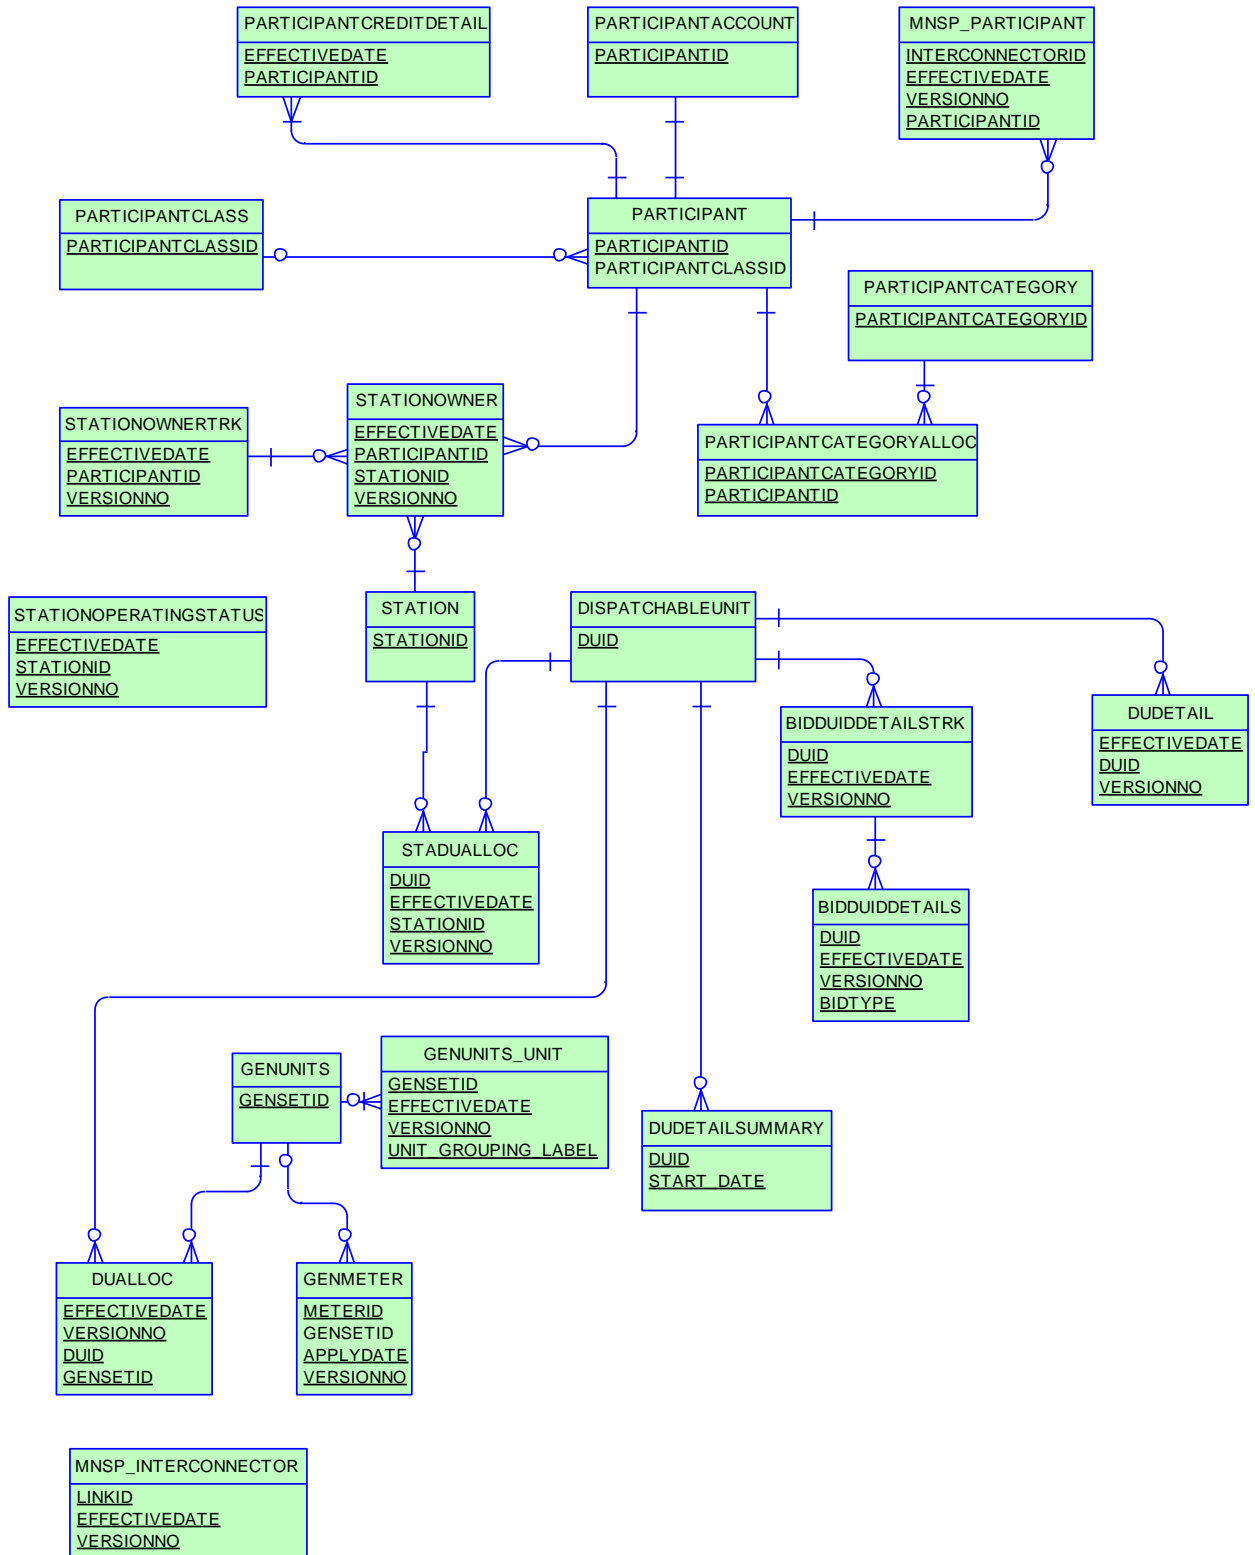 PARTICIPANTCREDITDETAIL
EFFECTIVEDATE
PARTICIPANTID
PARTICIPANTACCOUNT
PARTICIPANTID
MNSP_PARTICIPANT
INTERCONNECTORID
EFFECTIVEDATE
VERSIONNO
PARTICIPANTID
PARTICIPANTCLASS
PARTICIPANTCLASSID
PARTICIPANT
PARTICIPANTID
PARTICIPANTCLASSID
PARTICIPANTCATEGORY
PARTICIPANTCATEGORYID
STATIONOWNERTRK
EFFECTIVEDATE
PARTICIPANTID
VERSIONNO
STATIONOWNER
EFFECTIVEDATE
PARTICIPANTID
STATIONID
VERSIONNO
PARTICIPANTCATEGORYALLOC
PARTICIPANTCATEGORYID
PARTICIPANTID
STATIONOPERATINGSTATUS
EFFECTIVEDATE
STATIONID
VERSIONNO
STATION
STATIONID
DISPATCHABLEUNIT
DUID
BIDDUIDDETAILSTRK
DUID
EFFECTIVEDATE
VERSIONNO
DUDETAIL
EFFECTIVEDATE
DUID
VERSIONNO
STADUALLOC
DUID
EFFECTIVEDATE
STATIONID
VERSIONNO
BIDDUIDDETAILS
DUID
EFFECTIVEDATE
VERSIONNO
BIDTYPE
GENUNITS
GENSETID
GENUNITS_UNIT
GENSETID
EFFECTIVEDATE
VERSIONNO
UNIT_GROUPING_LABEL
DUDETAILSUMMARY
DUID
START_DATE
DUALLOC
EFFECTIVEDATE
VERSIONNO
DUID
GENSETID
GENMETER
METERID
GENSETID
APPLYDATE
VERSIONNO
MNSP_INTERCONNECTOR
LINKID
EFFECTIVEDATE
VERSIONNO